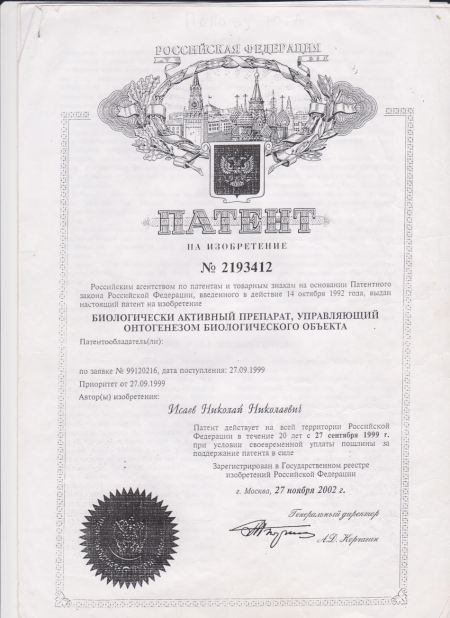 РОССИЙСКАЯ ФЕДЕРАЦИЯ
ПАТЕНТ
НА ИЗОБРЕТЕНИЕ
№ 2193412
Российским агентством по патентам и товарным знакам на основании Патентного
закона Российской Федерации, введенного в действие 14 октября 1992 года, выдан
настоящий патент на изобретение
БИОЛОГИЧЕСКИ АКТИВНЫЙ ПРЕПАРАТ, УПРАВЛЯЮЩИЙ
ОНТОГЕНЕЗОМ БИОЛОГИЧЕСКОГО ОБЪЕКТА
Патентообладатель(ли):
по заявке № 99120216, дата поступления: 27.09.1999
Приоритет от 27.09.1999
Автор(ы) изобретения:
Исаев Николай Николаевич
Патент действует на всей территории Российской
Федерации в течение 20 лет с 27 сентября 1999 г.
при условии своевременной уплаты пошлины за
поддержание патента в силе
Зарегистрирован в Государственном реестре
изобретений Российской Федерации
г. Москва, 27 ноября 2002 г.
Генеральный директор
А.Д. Корчагин